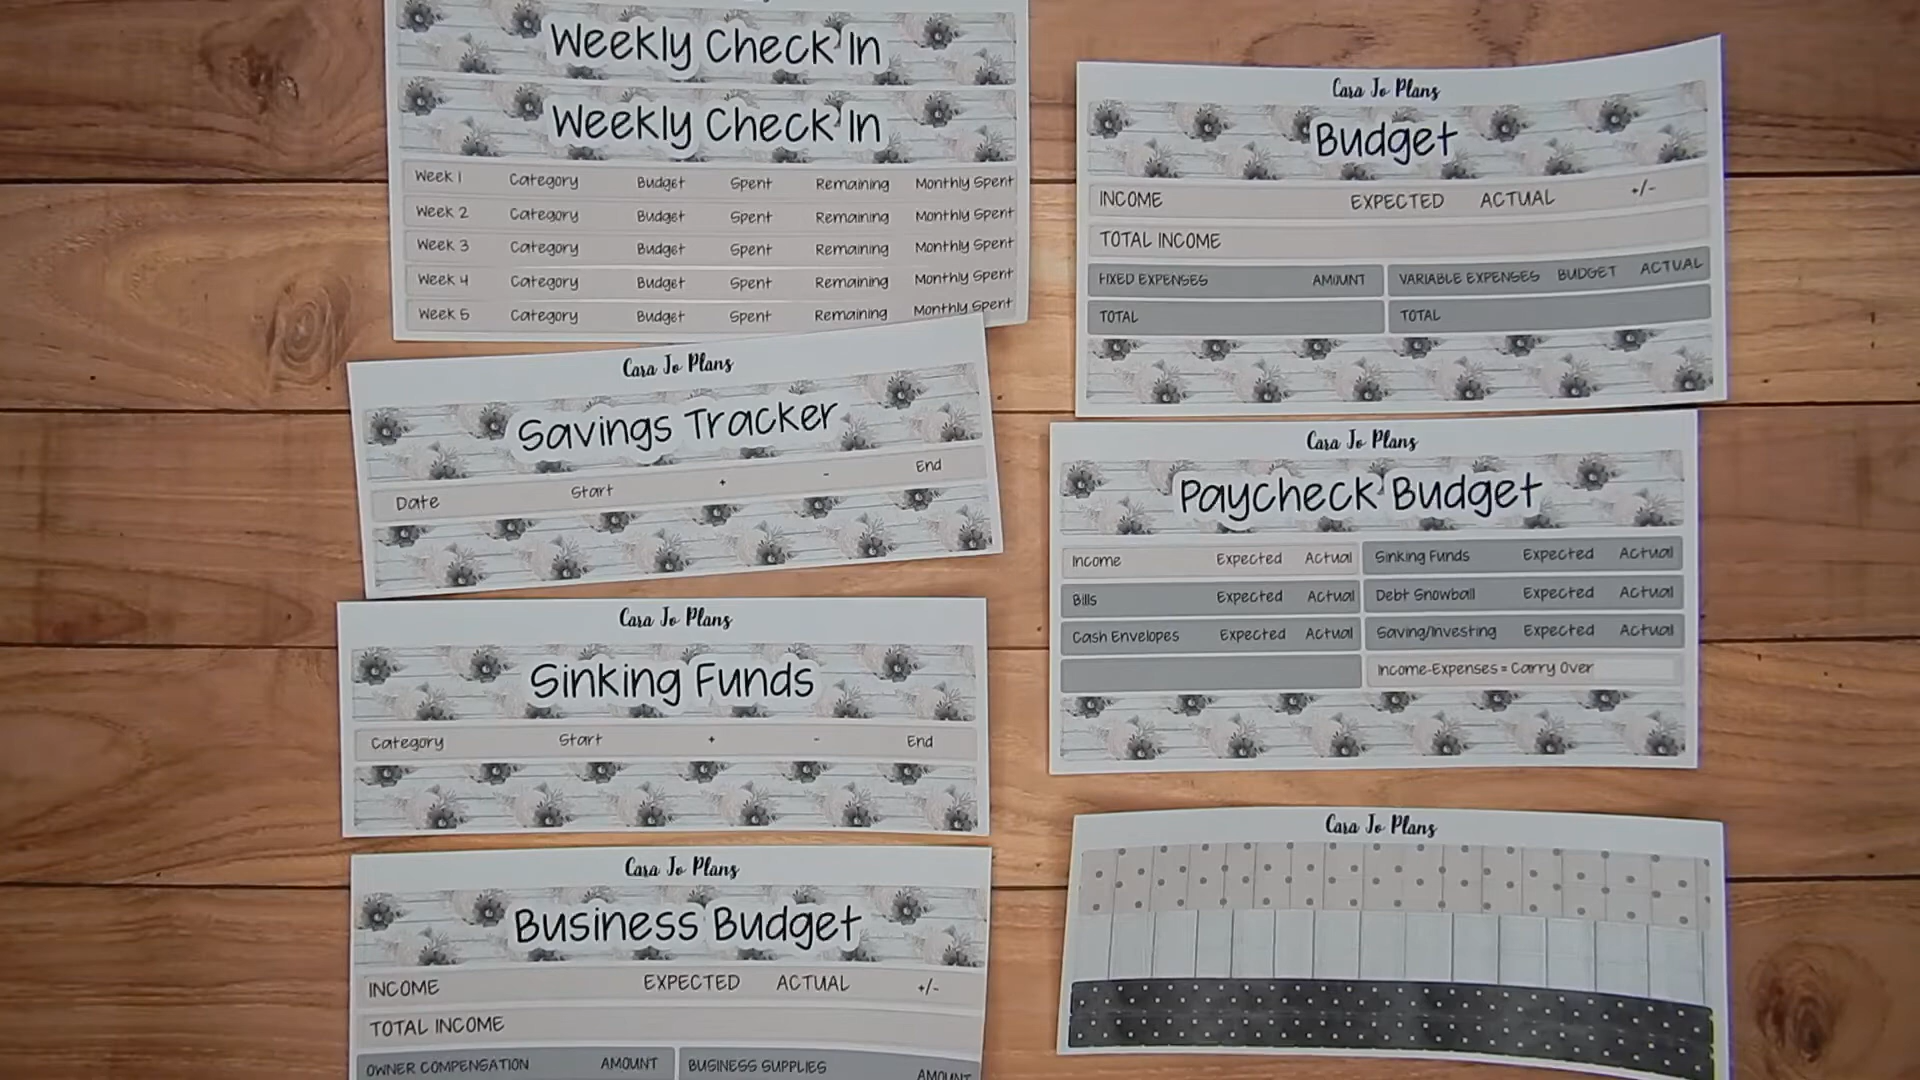 Weekly Check In
Weekly Check In
Week 1 Category Budget Spent Remaining Monthly Spent
Week 2 Category Budget Spent Remaining Monthly Spent
Week 3 Category Budget Spent Remaining Monthly Spent
Week 4 Category Budget Spent Remaining Monthly Spent
Week 5 Category Budget Spent Remaining Monthly Spent
Cara Jo Plans
Savings Tracker
Date Start + - End
Cara Jo Plans
Sinking Funds
Category Start + - End
Cara Jo Plans
Business Budget
INCOME EXPECTED ACTUAL +/-
TOTAL INCOME
OWNER COMPENSATION AMOUNT BUSINESS SUPPLIES AMOUNT
Cara Jo Plans
Budget
INCOME EXPECTED ACTUAL +/-
TOTAL INCOME
FIXED EXPENSES AMOUNT VARIABLE EXPENSES BUDGET ACTUAL
TOTAL TOTAL
Cara Jo Plans
Paycheck Budget
Income Expected Actual Sinking Funds Expected Actual
Bills Expected Actual Debt Snowball Expected Actual
Cash Envelopes Expected Actual Saving/Investing Expected Actual
Income-Expenses = Carry Over
Cara Jo Plans